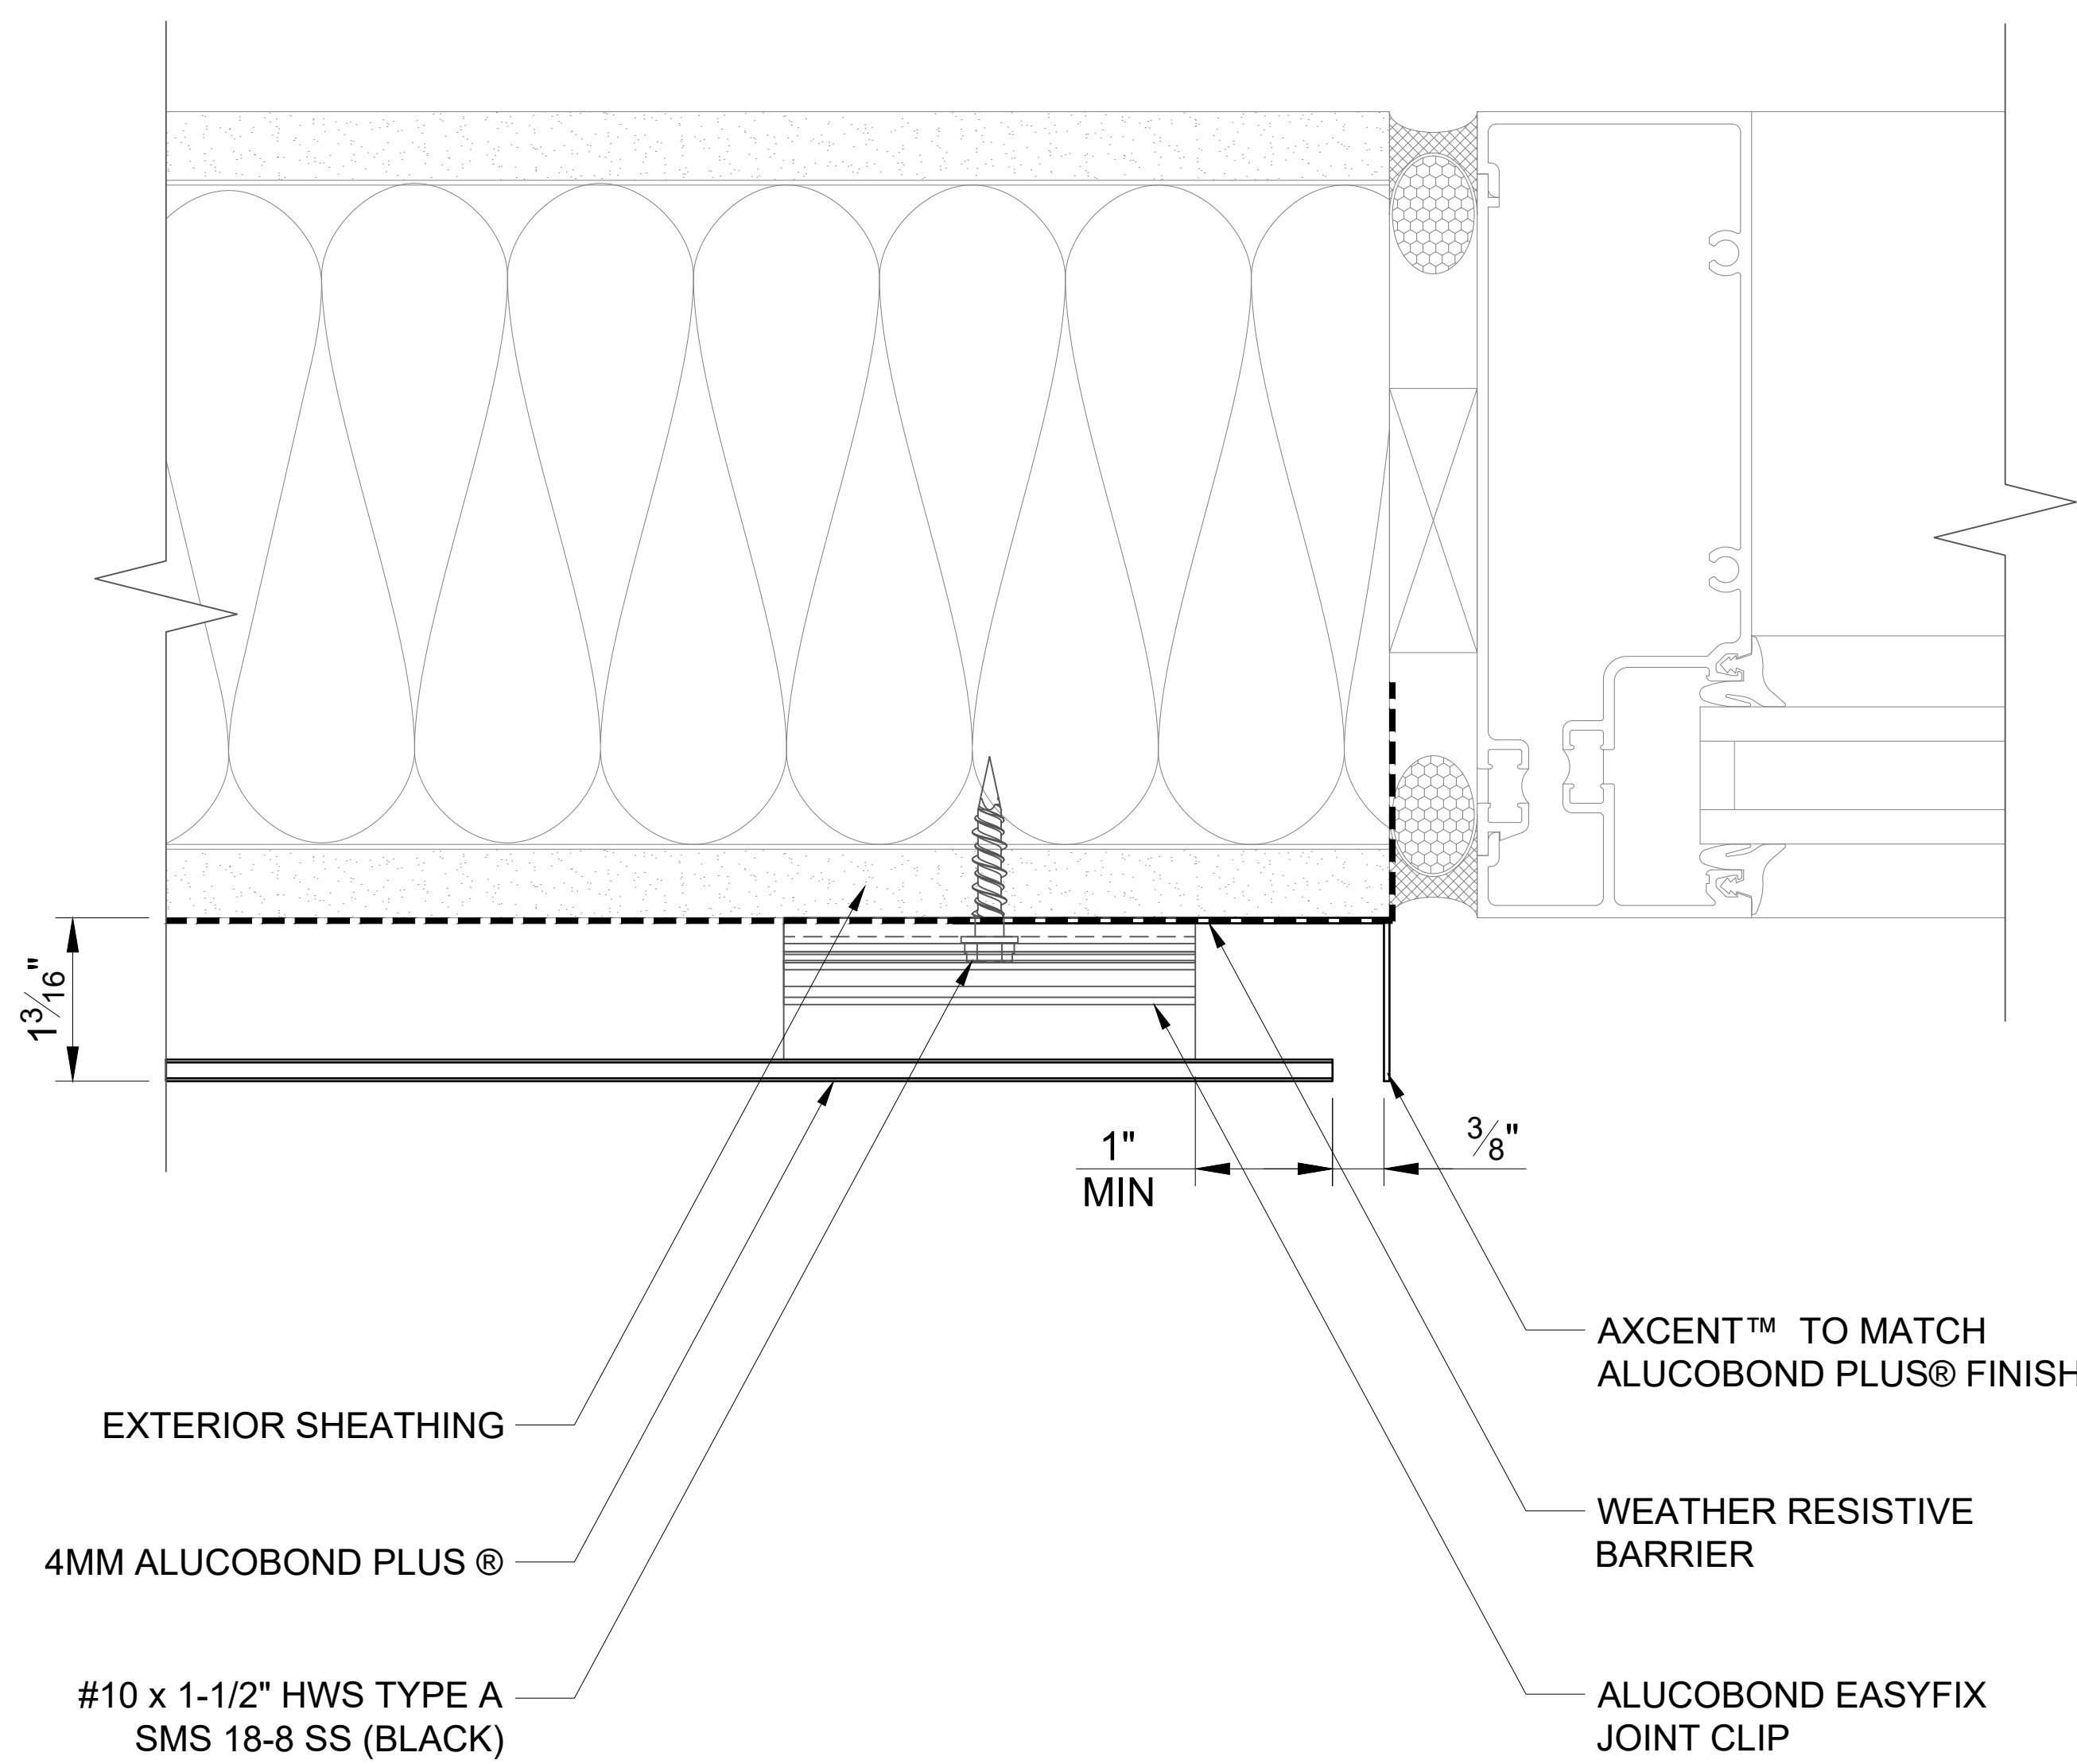 1 3/16"
1"
MIN
3/8"
AXCENT™ TO MATCH
ALUCOBOND PLUS® FINISH
EXTERIOR SHEATHING
WEATHER RESISTIVE
BARRIER
4MM ALUCOBOND PLUS ®
#10 x 1-1/2" HWS TYPE A
SMS 18-8 SS (BLACK)
ALUCOBOND EASYFIX
JOINT CLIP